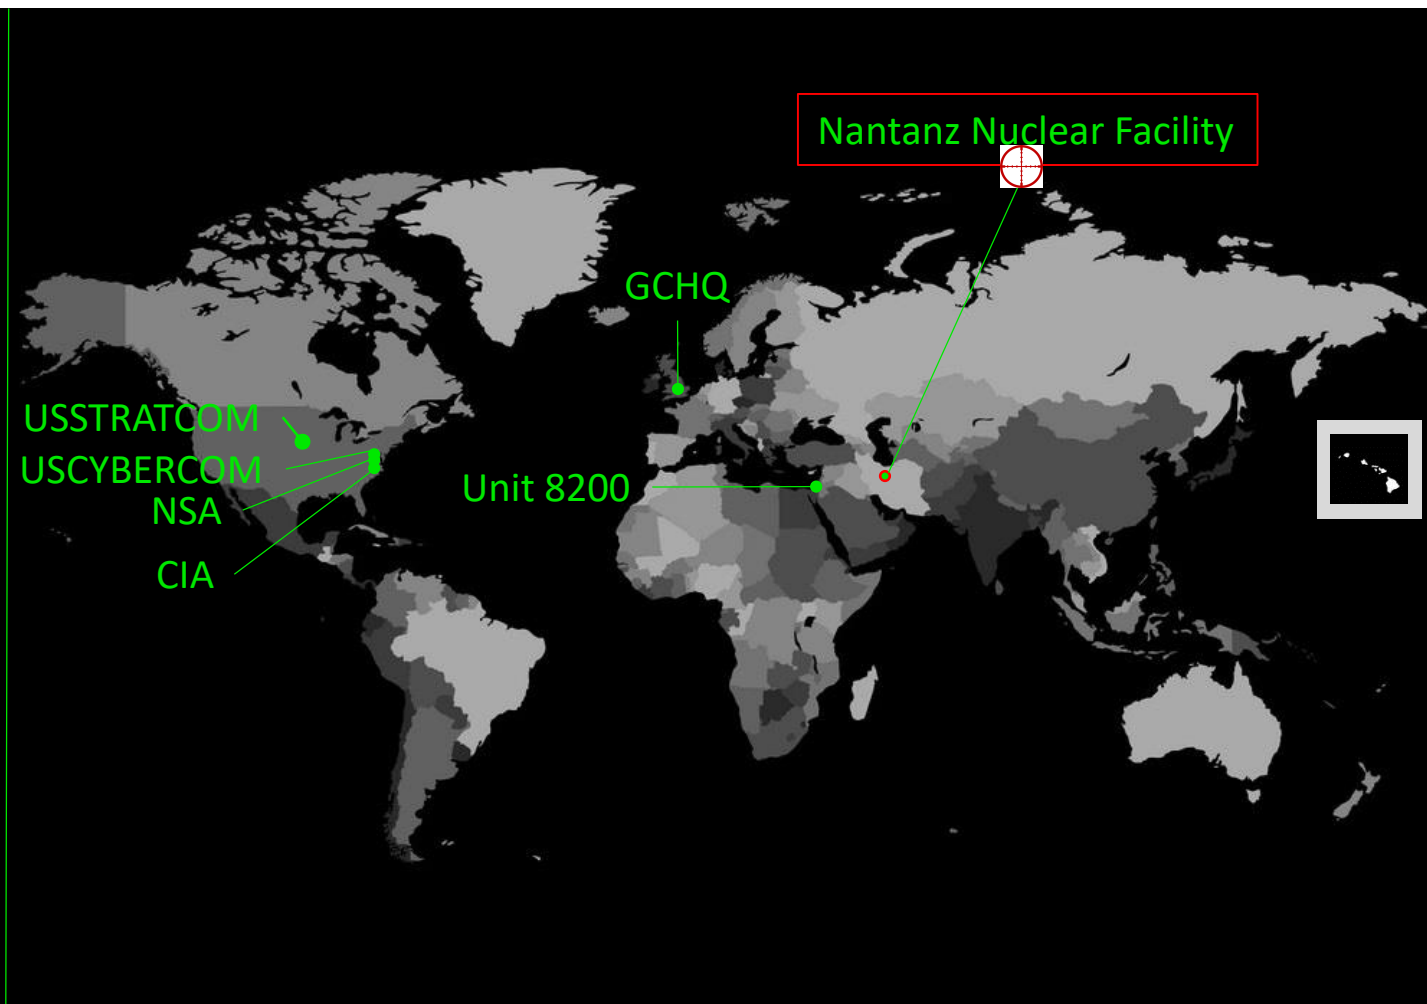 Nantanz Nuclear Facility
GCHQ
USSTRATCOM
USCYBERCOM
Unit 8200
NSA
CIA